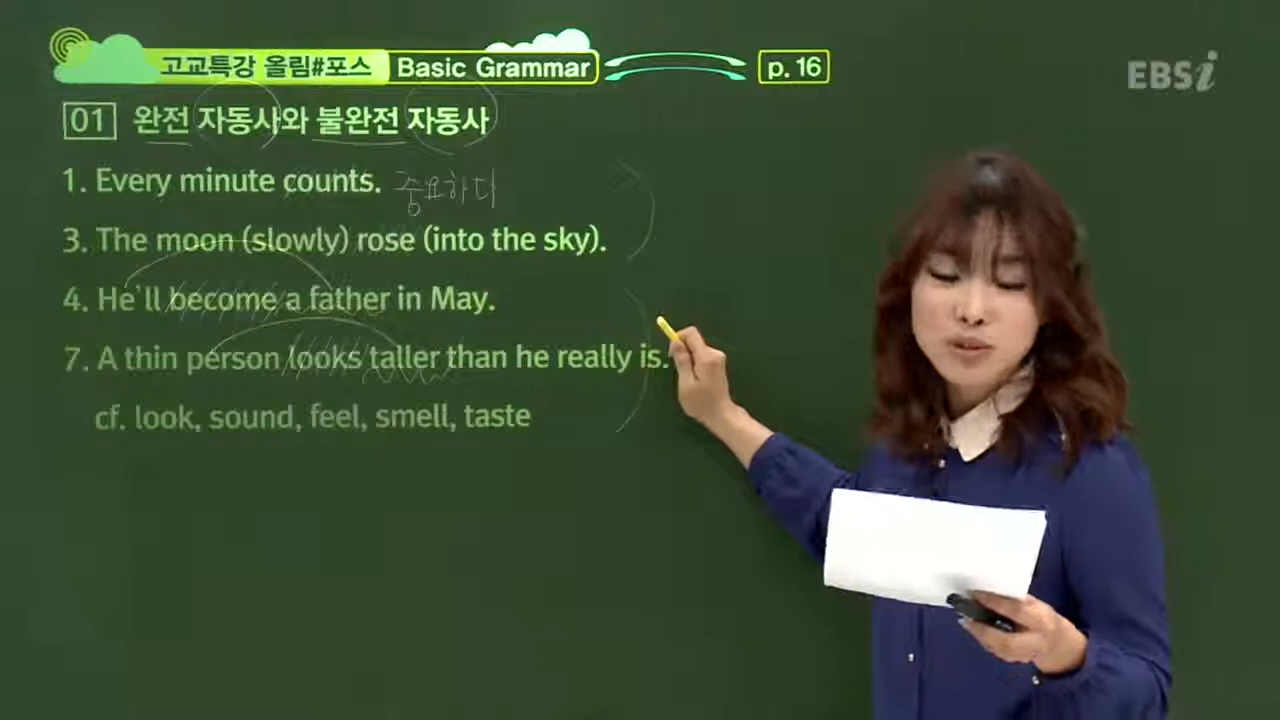 고교특강 올림#포스 Basic Grammar p. 16
EBSi
01 완전 자동사와 불완전 자동사
1. Every minute counts. 중요하다
3. The moon (slowly) rose (into the sky).
4. He'll become a father in May.
7. A thin person looks taller than he really is.
cf. look, sound, feel, smell, taste